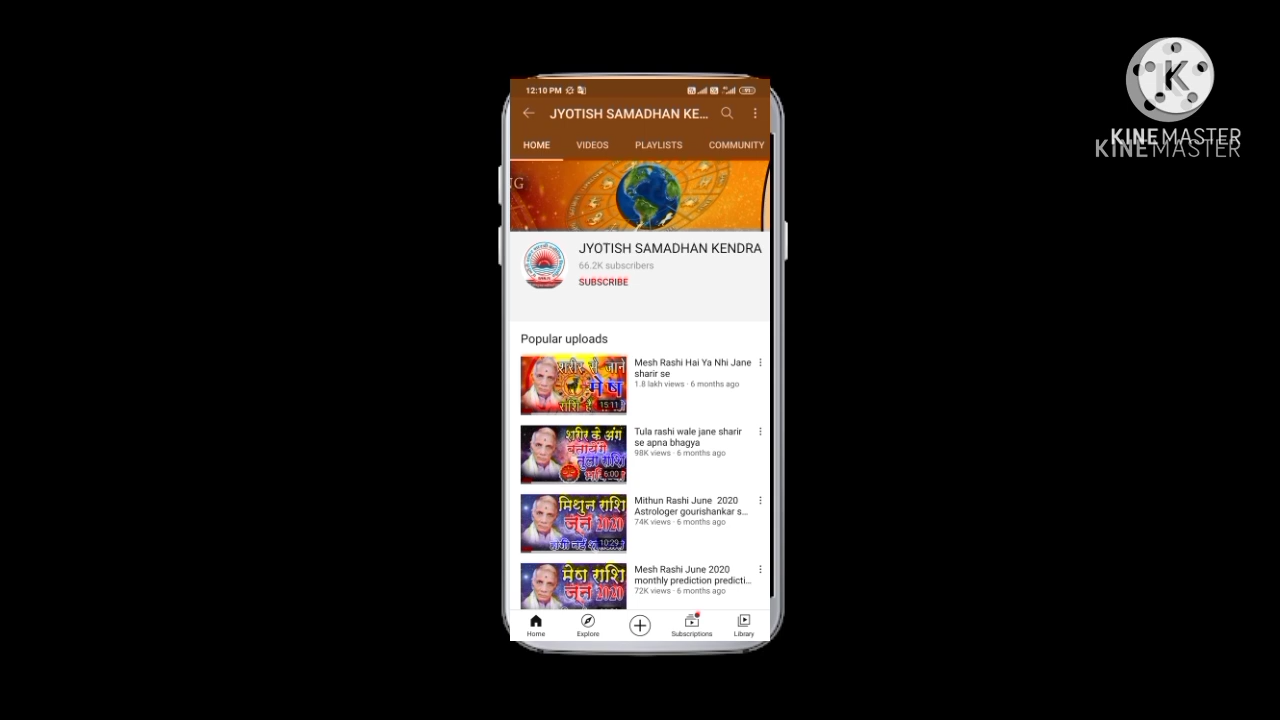 KINEMASTER
KINEMASTER
12:10 PM
JYOTISH SAMADHAN KE...
HOME VIDEOS PLAYLISTS COMMUNITY
NG
JYOTISH SAMADHAN KENDRA
66.2K subscribers
SUBSCRIBE
Popular uploads
शरीर से जाने
मेष
राशि है
15:11
Mesh Rashi Hai Ya Nhi Jane
sharir se
1.8 lakh views · 6 months ago
शरीर के अंग
बतायेंगे
तुला राशि
6:00
Tula rashi wale jane sharir
se apna bhagya
98K views · 6 months ago
मिथुन राशि
जून 2020
10:29
Mithun Rashi June 2020
Astrologer gourishankar s...
74K views · 6 months ago
मेष राशि
जून 2020
Mesh Rashi June 2020
monthly prediction predicti...
72K views · 6 months ago
Home Explore Subscriptions Library